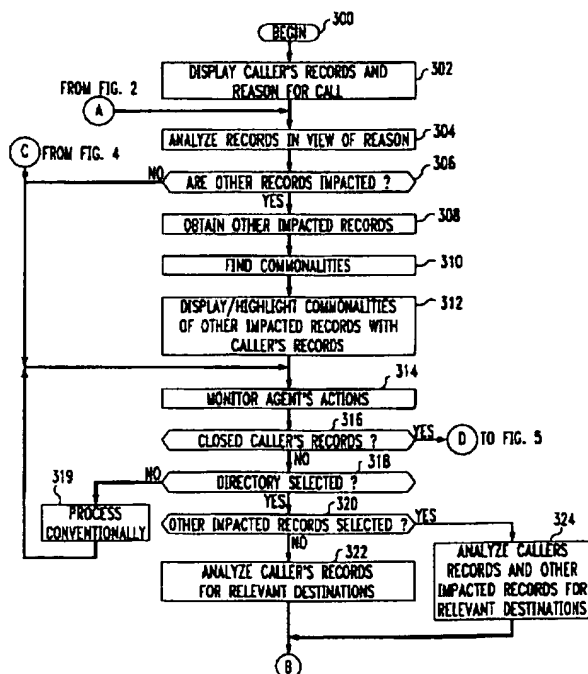 300
BEGIN
DISPLAY CALLER'S RECORDS AND
REASON FOR CALL
302
FROM FIG. 2
A
ANALYZE RECORDS IN VIEW OF REASON
304
C
FROM FIG. 4
306
NO
ARE OTHER RECORDS IMPACTED ?
YES
308
OBTAIN OTHER IMPACTED RECORDS
310
FIND COMMONALITIES
312
DISPLAY/HIGHLIGHT COMMONALITIES
OF OTHER IMPACTED RECORDS WITH
CALLER'S RECORDS
314
MONITOR AGENT'S ACTIONS
316
CLOSED CALLER'S RECORDS ?
YES
D
TO FIG. 5
NO
318
NO
DIRECTORY SELECTED ?
319
YES
320
PROCESS
CONVENTIONALLY
OTHER IMPACTED RECORDS SELECTED ?
YES
NO
322
324
ANALYZE CALLER'S RECORDS
FOR RELEVANT DESTINATIONS
ANALYZE CALLERS
RECORDS AND OTHER
IMPACTED RECORDS FOR
RELEVANT DESTINATIONS
B